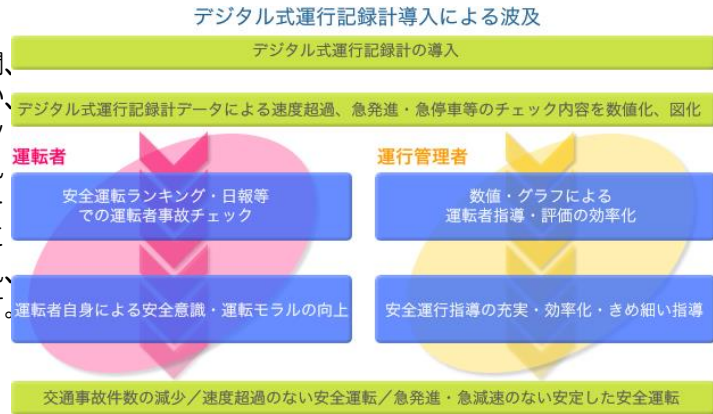 デジタル式運行記録計導入による波及
デジタル式運行記録計の導入
デジタル式運行記録計データによる速度超過、急発進・急停車等のチェック内容を数値化、図化
運転者
運行管理者
安全運転ランキング・日報等
での運転者事故チェック
数値・グラフによる
運転者指導・評価の効率化
運転者自身による安全意識・運転モラルの向上
安全運行指導の充実・効率化・きめ細い指導
交通事故件数の減少／速度超過のない安全運転／急発進・急減速のない安定した安全運転